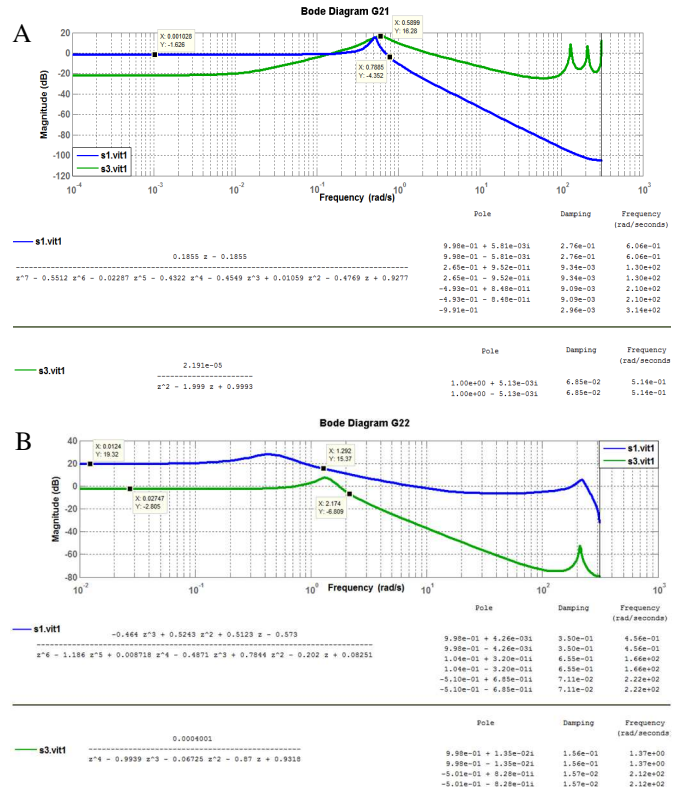 Bode Diagram G21
A
X: 0.001028
Y: -1.626
X: 0.5899
Y: 16.28
X: 0.7885
Y: -4.352
Magnitude (dB)
20
0
-20
-40
-60
-80
-100
-120
s1.vit1
s3.vit1
10^-4 10^-3 10^-2 10^-1 10^0 10^1 10^2 10^3
Frequency (rad/s)
Pole Damping Frequency
(rad/seconds)
s1.vit1
0.1855 z - 0.1855
z^7 - 0.5512 z^6 - 0.02287 z^5 - 0.4322 z^4 - 0.4549 z^3 + 0.01059 z^2 - 0.4769 z + 0.9277
9.98e-01 + 5.81e-03i 2.76e-01 6.06e-01
9.98e-01 - 5.81e-03i 2.76e-01 6.06e-01
2.65e-01 + 9.52e-01i 9.34e-03 1.30e+02
2.65e-01 - 9.52e-01i 9.34e-03 1.30e+02
-4.93e-01 + 8.48e-01i 9.09e-03 2.10e+02
-4.93e-01 - 8.48e-01i 9.09e-03 2.10e+02
-9.91e-01 2.96e-03 3.14e+02
s3.vit1
2.191e-05
z^2 - 1.999 z + 0.9993
Pole Damping Frequency
(rad/seconds)
1.00e+00 + 5.13e-03i 6.85e-02 5.14e-01
1.00e+00 - 5.13e-03i 6.85e-02 5.14e-01
Bode Diagram G22
B
X: 0.0124
Y: 19.32
X: 1.292
Y: 15.37
X: 0.02747
Y: -2.805
X: 2.174
Y: -6.809
Magnitude (dB)
40
20
0
-20
-40
-60
-80
s1.vit1
s3.vit1
10^-2 10^-1 10^0 10^1 10^2 10^3
Frequency (rad/s)
Pole Damping Frequency
(rad/seconds)
s1.vit1
-0.464 z^3 + 0.5243 z^2 + 0.5123 z - 0.573
z^6 - 1.186 z^5 + 0.008718 z^4 - 0.4871 z^3 + 0.7844 z^2 - 0.202 z + 0.08251
9.98e-01 + 4.26e-03i 3.50e-01 4.56e-01
9.98e-01 - 4.26e-03i 3.50e-01 4.56e-01
1.04e-01 + 3.20e-01i 6.55e-01 1.66e+02
1.04e-01 - 3.20e-01i 6.55e-01 1.66e+02
-5.10e-01 + 6.85e-01i 7.11e-02 2.22e+02
-5.10e-01 - 6.85e-01i 7.11e-02 2.22e+02
s3.vit1
0.0004001
z^4 - 0.9939 z^3 - 0.06725 z^2 - 0.87 z + 0.9318
Pole Damping Frequency
(rad/seconds
9.98e-01 + 1.35e-02i 1.56e-01 1.37e+00
9.98e-01 - 1.35e-02i 1.56e-01 1.37e+00
-5.01e-01 + 8.28e-01i 1.57e-02 2.12e+02
-5.01e-01 - 8.28e-01i 1.57e-02 2.12e+02